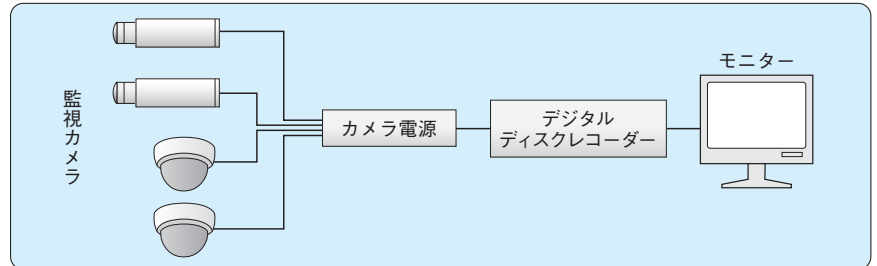 監視カメラ
カメラ電源
デジタル
ディスクレコーダー
モニター